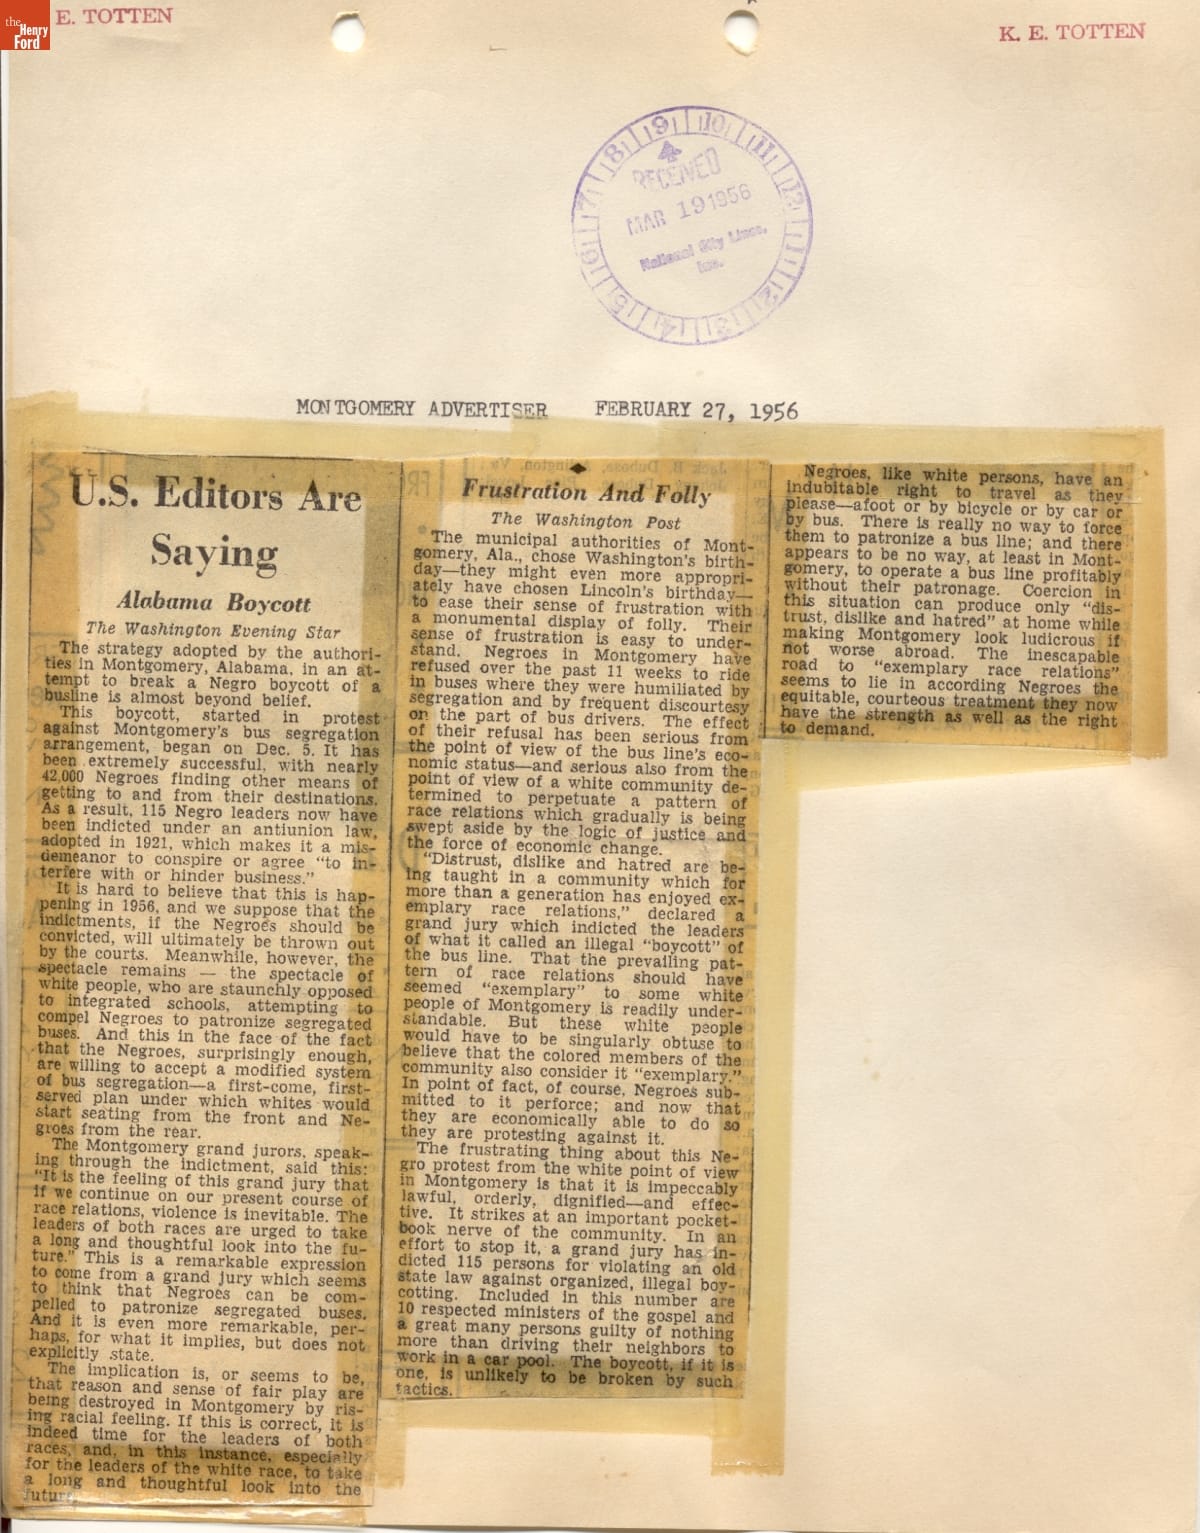 the
Henry
Ford
E. TOTTEN
K. E. TOTTEN
7 8 9 10 11 12 1 2 3 4 5 6
RECEIVED
MAR 19 1956
National City Lines,
Inc.
MONTGOMERY ADVERTISER FEBRUARY 27, 1956
U.S. Editors Are
Saying
Alabama Boycott
The Washington Evening Star
The strategy adopted by the authori-
ties in Montgomery, Alabama, in an at-
tempt to break a Negro boycott of a
busline is almost beyond belief.
This boycott, started in protest
against Montgomery's bus segregation
arrangement, began on Dec. 5. It has
been extremely successful, with nearly
42,000 Negroes finding other means of
getting to and from their destinations.
As a result, 115 Negro leaders now have
been indicted under an antiunion law,
adopted in 1921, which makes it a mis-
demeanor to conspire or agree "to in-
terfere with or hinder business."
It is hard to believe that this is hap-
pening in 1956, and we suppose that the
indictments, if the Negroes should be
convicted, will ultimately be thrown out
by the courts. Meanwhile, however, the
spectacle remains — the spectacle of
white people, who are staunchly opposed
to integrated schools, attempting to
compel Negroes to patronize segregated
buses. And this in the face of the fact
that the Negroes, surprisingly enough,
are willing to accept a modified system
of bus segregation—a first-come, first-
served plan under which whites would
start seating from the front and Ne-
groes from the rear.
The Montgomery grand jurors, speak-
ing through the indictment, said this:
"It is the feeling of this grand jury that
if we continue on our present course of
race relations, violence is inevitable. The
leaders of both races are urged to take
a long and thoughtful look into the fu-
ture." This is a remarkable expression
to come from a grand jury which seems
to think that Negroes can be com-
pelled to patronize segregated buses.
And it is even more remarkable, per-
haps, for what it implies, but does not
explicitly state.
The implication is, or seems to be,
that reason and sense of fair play are
being destroyed in Montgomery by ris-
ing racial feeling. If this is correct, it is
indeed time for the leaders of both
races, and, in this instance, especially
for the leaders of the white race, to take
a long and thoughtful look into the
future.
Frustration And Folly
The Washington Post
The municipal authorities of Mont-
gomery, Ala., chose Washington's birth-
day—they might even more appropri-
ately have chosen Lincoln's birthday—
to ease their sense of frustration with
a monumental display of folly. Their
sense of frustration is easy to under-
stand. Negroes in Montgomery have
refused over the past 11 weeks to ride
in buses where they were humiliated by
segregation and by frequent discourtesy
on the part of bus drivers. The effect
of their refusal has been serious from
the point of view of the bus line's eco-
nomic status—and serious also from the
point of view of a white community de-
termined to perpetuate a pattern of
race relations which gradually is being
swept aside by the logic of justice and
the force of economic change.
"Distrust, dislike and hatred are be-
ing taught in a community which for
more than a generation has enjoyed ex-
emplary race relations," declared a
grand jury which indicted the leaders
of what it called an illegal "boycott" of
the bus line. That the prevailing pat-
tern of race relations should have
seemed "exemplary" to some white
people of Montgomery is readily under-
standable. But these white people
would have to be singularly obtuse to
believe that the colored members of the
community also consider it "exemplary."
In point of fact, of course, Negroes sub-
mitted to it perforce; and now that
they are economically able to do so
they are protesting against it.
The frustrating thing about this Ne-
gro protest from the white point of view
in Montgomery is that it is impeccably
lawful, orderly, dignified—and effec-
tive. It strikes at an important pocket-
book nerve of the community. In an
effort to stop it, a grand jury has in-
dicted 115 persons for violating an old
state law against organized, illegal boy-
cotting. Included in this number are
10 respected ministers of the gospel and
a great many persons guilty of nothing
more than driving their neighbors to
work in a car pool. The boycott, if it is
one, is unlikely to be broken by such
tactics.
Negroes, like white persons, have an
indubitable right to travel as they
please—afoot or by bicycle or by car or
by bus. There is really no way to force
them to patronize a bus line; and there
appears to be no way, at least in Mont-
gomery, to operate a bus line profitably
without their patronage. Coercion in
this situation can produce only "dis-
trust, dislike and hatred" at home while
making Montgomery look ludicrous if
not worse abroad. The inescapable
road to "exemplary race relations"
seems to lie in according Negroes the
equitable, courteous treatment they now
have the strength as well as the right
to demand.